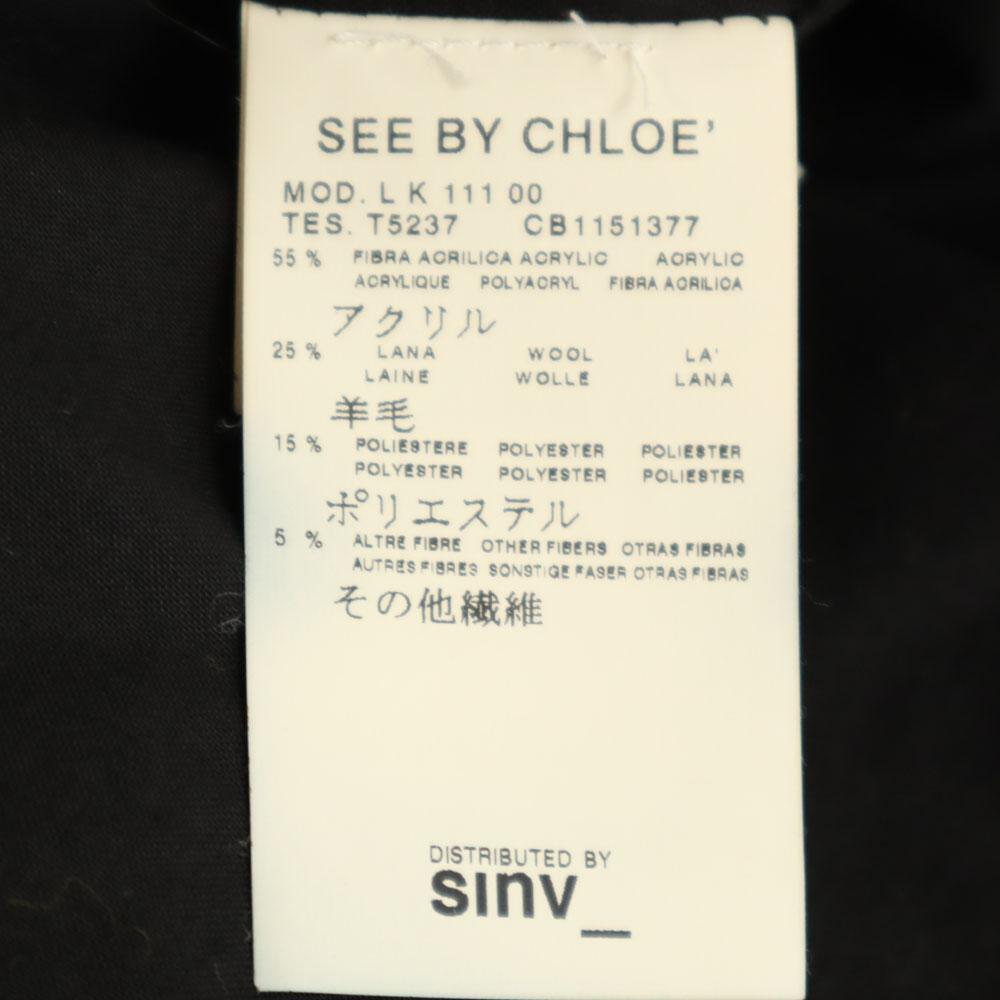 SEE BY CHLOE'
MOD. L K 111 00
TES. T5237 CB1151377
55 % FIBRA ACRILICA ACRYLIC ACRYLIC
ACRYLIQUE POLYACRYL FIBRA ACRILICA
アクリル
25 % LANA WOOL LA'
LAINE WOLLE LANA
羊毛
15 % POLIESTERE POLYESTER POLIESTER
POLYESTER POLYESTER POLIESTER
ポリエステル
5 % ALTRE FIBRE OTHER FIBERS OTRAS FIBRAS
AUTRES FIBRES SONSTIGE FASER OTRAS FIBRAS
その他繊維
DISTRIBUTED BY
sinv_